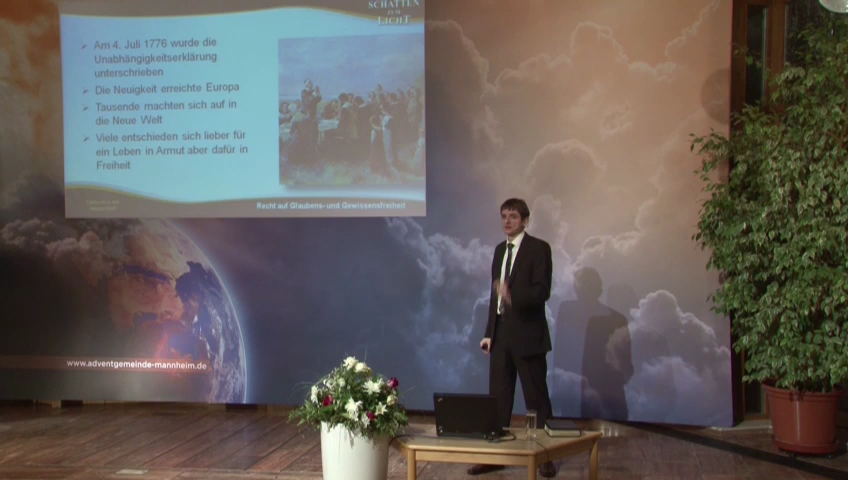 SCHATTEN
ZUM
LICHT
Am 4. Juli 1776 wurde die
Unabhängigkeitserklärung
unterschrieben
Die Neuigkeit erreichte Europa
Tausende machten sich auf in
die Neue Welt
Viele entschieden sich lieber für
ein Leben in Armut aber dafür in
Freiheit
Recht auf Glaubens- und Gewissensfreiheit
www.adventgemeinde-mannheim.de